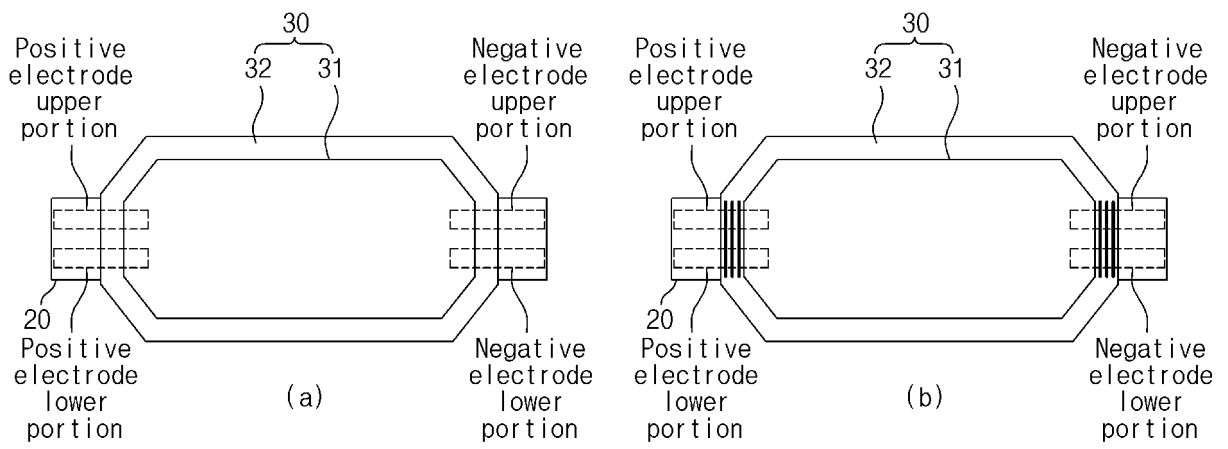 30
32 31
Positive
electrode
upper
portion
Negative
electrode
upper
portion
20
Positive
electrode
lower
portion
Negative
electrode
lower
portion
(a)
30
32 31
Positive
electrode
upper
portion
Negative
electrode
upper
portion
20
Positive
electrode
lower
portion
Negative
electrode
lower
portion
(b)